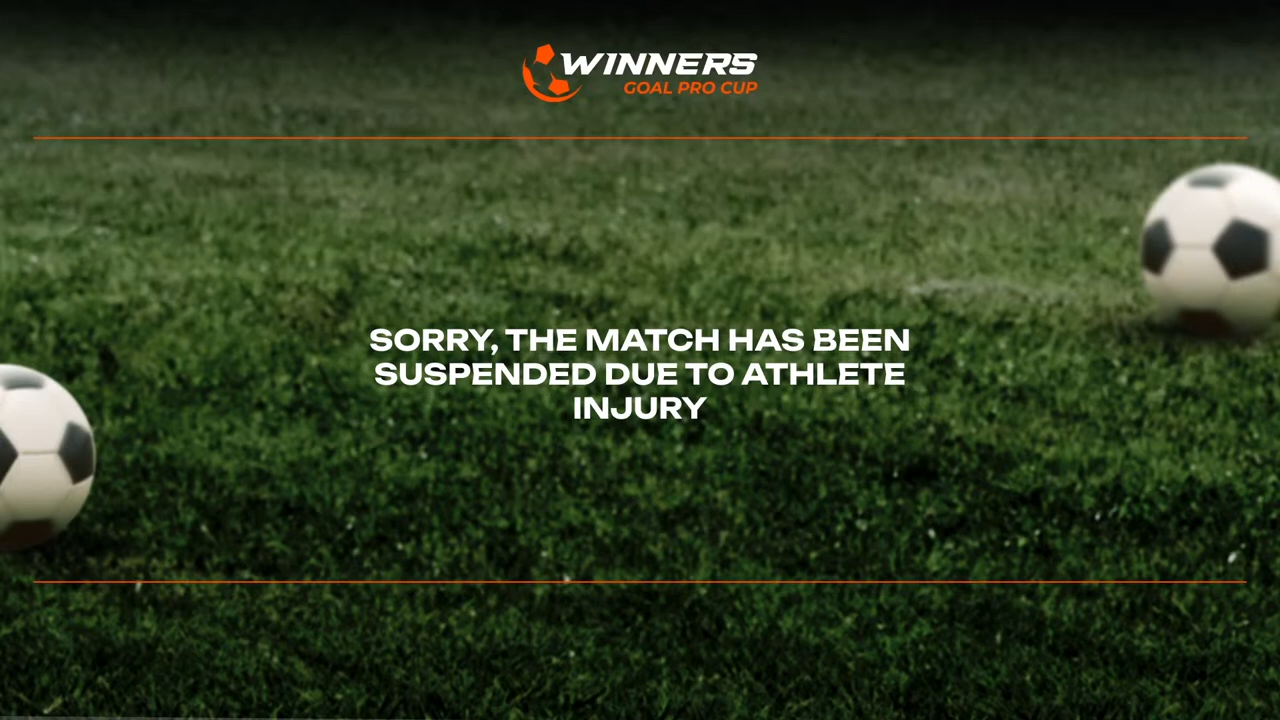 WINNERS
GOAL PRO CUP
SORRY, THE MATCH HAS BEEN
SUSPENDED DUE TO ATHLETE
INJURY